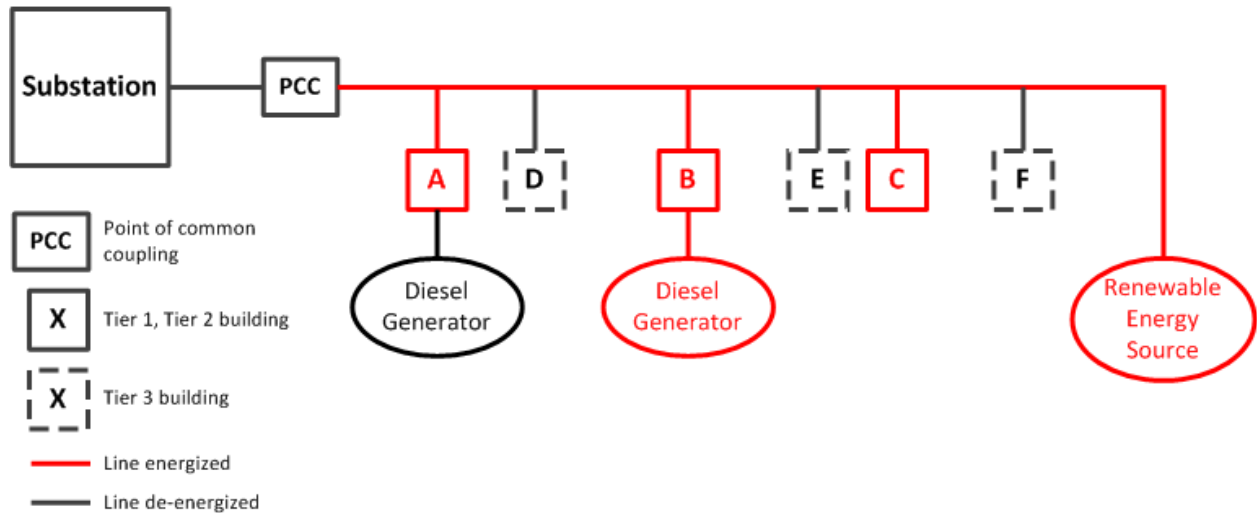 Substation
PCC
A
D
B
E
C
F
PCC
Point of common
coupling
X
Tier 1, Tier 2 building
X
Tier 3 building
Line energized
Line de-energized
Diesel
Generator
Diesel
Generator
Renewable
Energy
Source